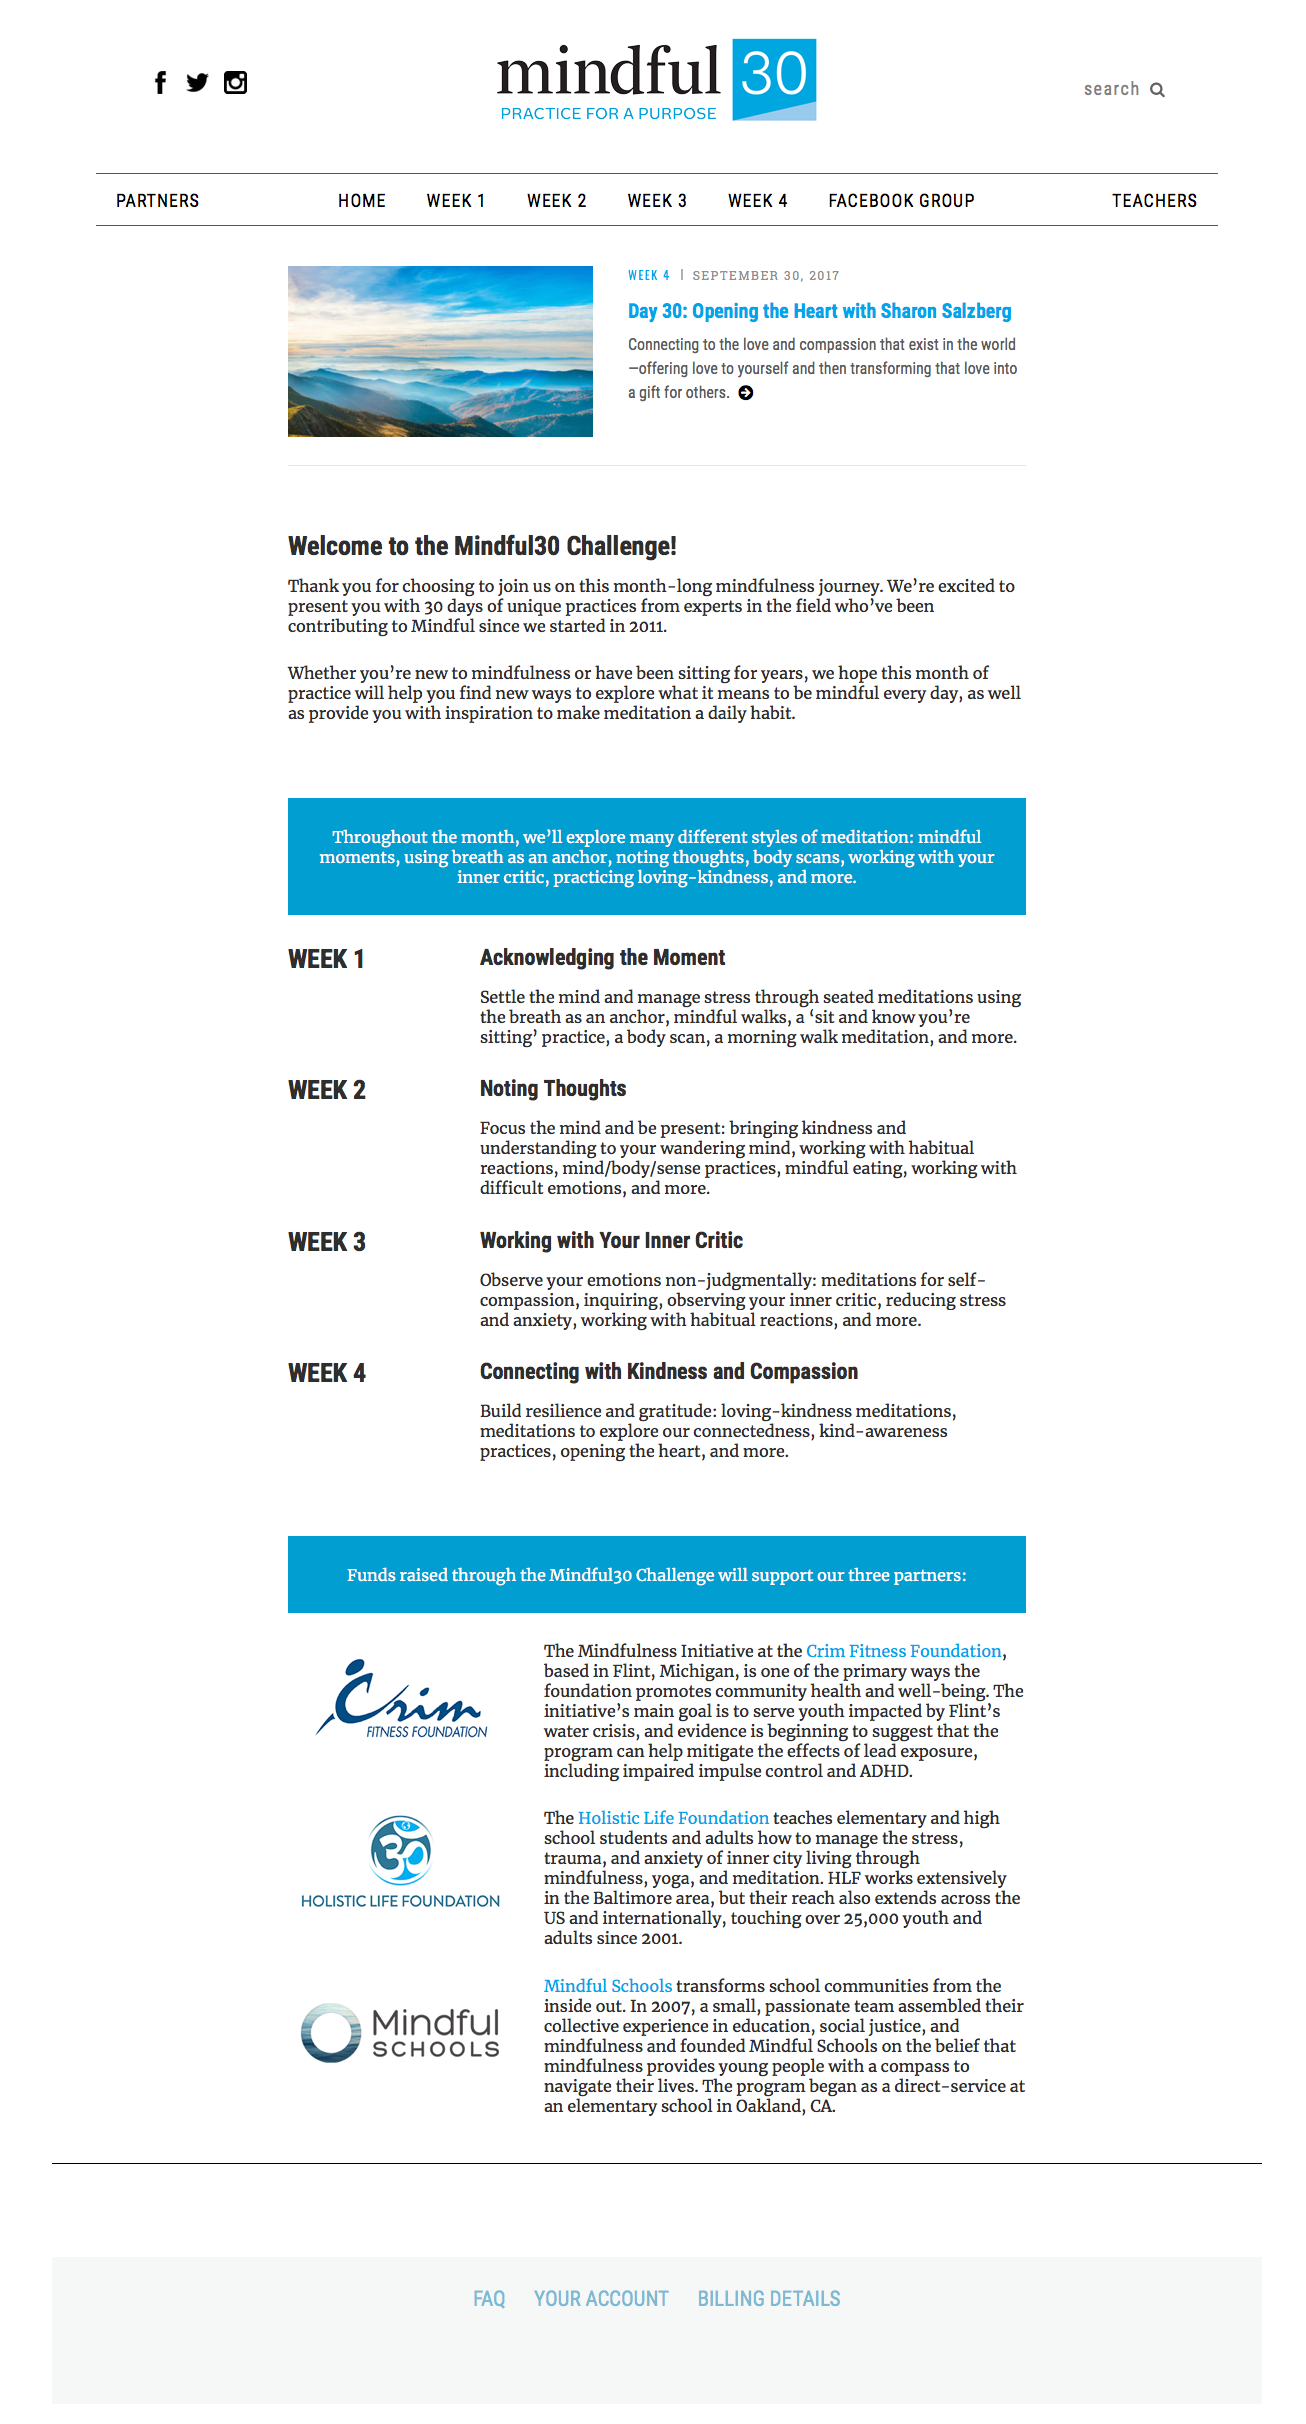 mindful 30
PRACTICE FOR A PURPOSE
search
PARTNERS HOME WEEK 1 WEEK 2 WEEK 3 WEEK 4 FACEBOOK GROUP TEACHERS
WEEK 4 | SEPTEMBER 30, 2017
Day 30: Opening the Heart with Sharon Salzberg
Connecting to the love and compassion that exist in the world
—offering love to yourself and then transforming that love into
a gift for others.
Welcome to the Mindful30 Challenge!
Thank you for choosing to join us on this month-long mindfulness journey. We’re excited to
present you with 30 days of unique practices from experts in the field who’ve been
contributing to Mindful since we started in 2011.
Whether you’re new to mindfulness or have been sitting for years, we hope this month of
practice will help you find new ways to explore what it means to be mindful every day, as well
as provide you with inspiration to make meditation a daily habit.
Throughout the month, we’ll explore many different styles of meditation: mindful
moments, using breath as an anchor, noting thoughts, body scans, working with your
inner critic, practicing loving-kindness, and more.
WEEK 1
Acknowledging the Moment
Settle the mind and manage stress through seated meditations using
the breath as an anchor, mindful walks, a ‘sit and know you’re
sitting’ practice, a body scan, a morning walk meditation, and more.
WEEK 2
Noting Thoughts
Focus the mind and be present: bringing kindness and
understanding to your wandering mind, working with habitual
reactions, mind/body/sense practices, mindful eating, working with
difficult emotions, and more.
WEEK 3
Working with Your Inner Critic
Observe your emotions non-judgmentally: meditations for self-
compassion, inquiring, observing your inner critic, reducing stress
and anxiety, working with habitual reactions, and more.
WEEK 4
Connecting with Kindness and Compassion
Build resilience and gratitude: loving-kindness meditations,
meditations to explore our connectedness, kind-awareness
practices, opening the heart, and more.
Funds raised through the Mindful30 Challenge will support our three partners:
Crim
FITNESS FOUNDATION
The Mindfulness Initiative at the Crim Fitness Foundation,
based in Flint, Michigan, is one of the primary ways the
foundation promotes community health and well-being. The
initiative’s main goal is to serve youth impacted by Flint’s
water crisis, and evidence is beginning to suggest that the
program can help mitigate the effects of lead exposure,
including impaired impulse control and ADHD.
HOLISTIC LIFE FOUNDATION
The Holistic Life Foundation teaches elementary and high
school students and adults how to manage the stress,
trauma, and anxiety of inner city living through
mindfulness, yoga, and meditation. HLF works extensively
in the Baltimore area, but their reach also extends across the
US and internationally, touching over 25,000 youth and
adults since 2001.
Mindful
SCHOOLS
Mindful Schools transforms school communities from the
inside out. In 2007, a small, passionate team assembled their
collective experience in education, social justice, and
mindfulness and founded Mindful Schools on the belief that
mindfulness provides young people with a compass to
navigate their lives. The program began as a direct-service at
an elementary school in Oakland, CA.
FAQ YOUR ACCOUNT BILLING DETAILS